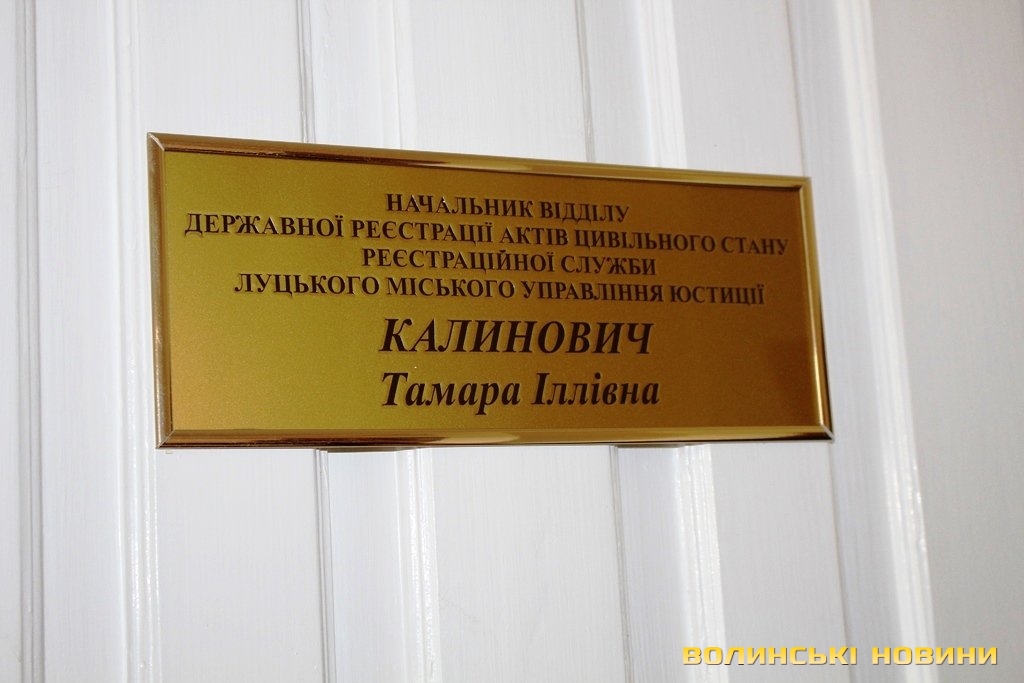 НАЧАЛЬНИК ВІДДІЛУ
ДЕРЖАВНОЇ РЕЄСТРАЦІЇ АКТІВ ЦИВІЛЬНОГО СТАНУ
РЕЄСТРАЦІЙНОЇ СЛУЖБИ
ЛУЦЬКОГО МІСЬКОГО УПРАВЛІННЯ ЮСТИЦІЇ
КАЛИНОВИЧ
Тамара Іллівна
ВОЛИНСЬКІ НОВИНИ